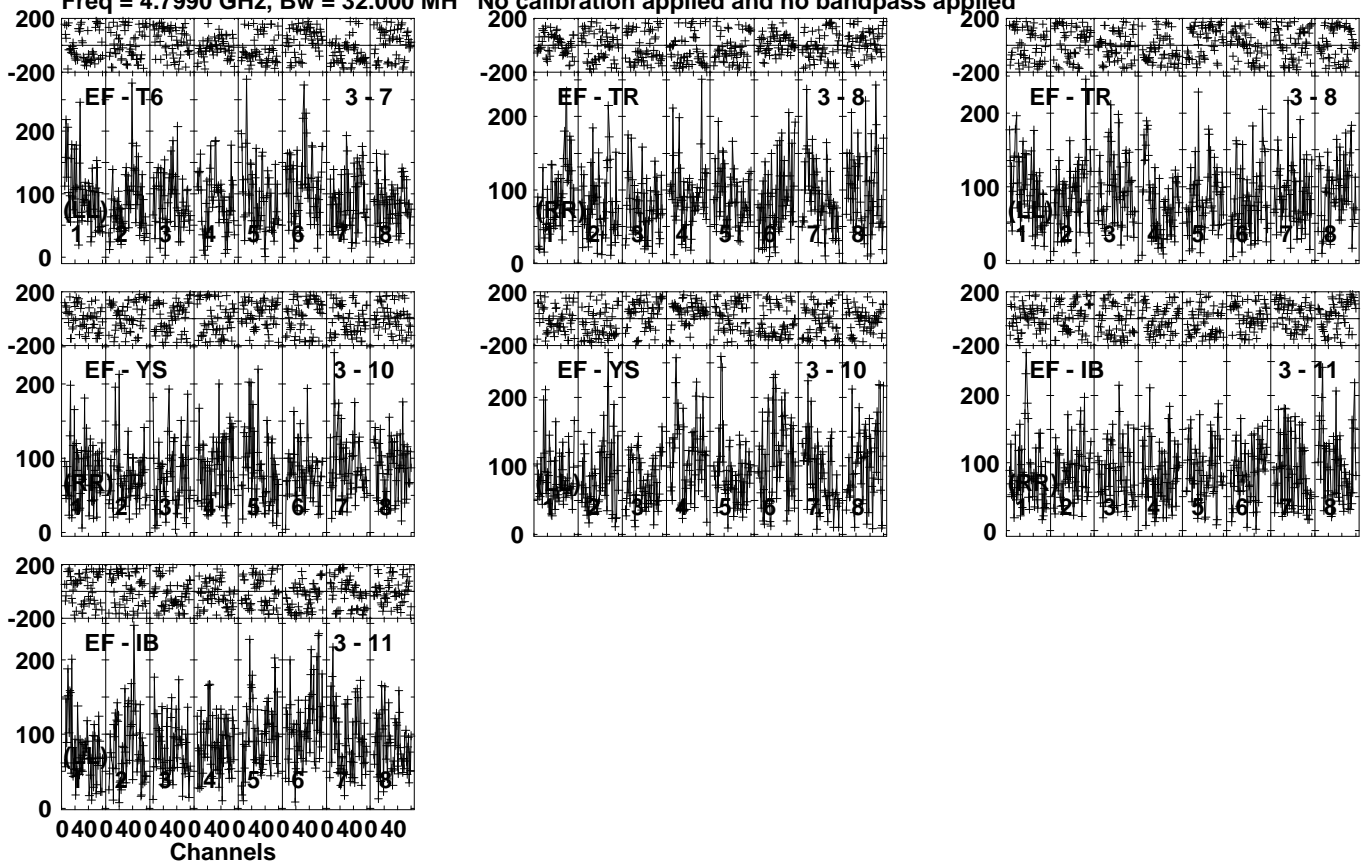 Freq = 4.7990 GHz, Bw = 32.000 MH No calibration applied and no bandpass applied
200
-200
EF - T6 3 - 7
200
100
0
(LL)
1 2 3 4 5 6 7 8
200
-200
EF - TR 3 - 8
200
100
0
(RR)
1 2 3 4 5 6 7 8
200
-200
EF - TR 3 - 8
200
100
0
(LL)
1 2 3 4 5 6 7 8
200
-200
EF - YS 3 - 10
200
100
0
(RR)
1 2 3 4 5 6 7 8
200
-200
EF - YS 3 - 10
200
100
0
(LL)
1 2 3 4 5 6 7 8
200
-200
EF - IB 3 - 11
200
100
0
(RR)
1 2 3 4 5 6 7 8
200
-200
EF - IB 3 - 11
200
100
0
(LL)
1 2 3 4 5 6 7 8
0 40 0 40 0 40 0 40 0 40 0 40 0 40 0 40
Channels